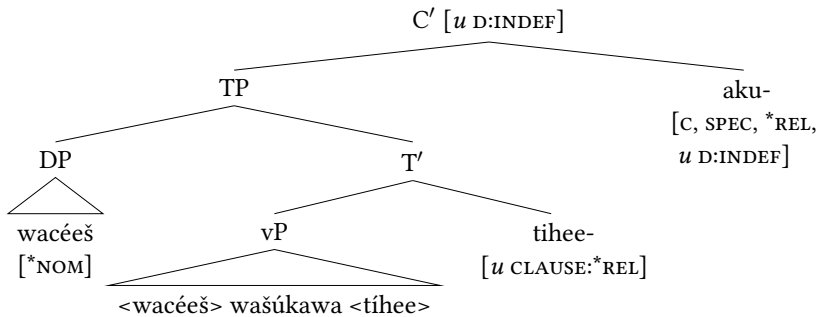 C′ [u D:INDEF]
TP aku-
[C, SPEC, *REL,
u D:INDEF]
DP T′
wacéeš vP tihee-
[*NOM] [u CLAUSE:*REL]
<wacéeš> wašúkawa <tíhee>